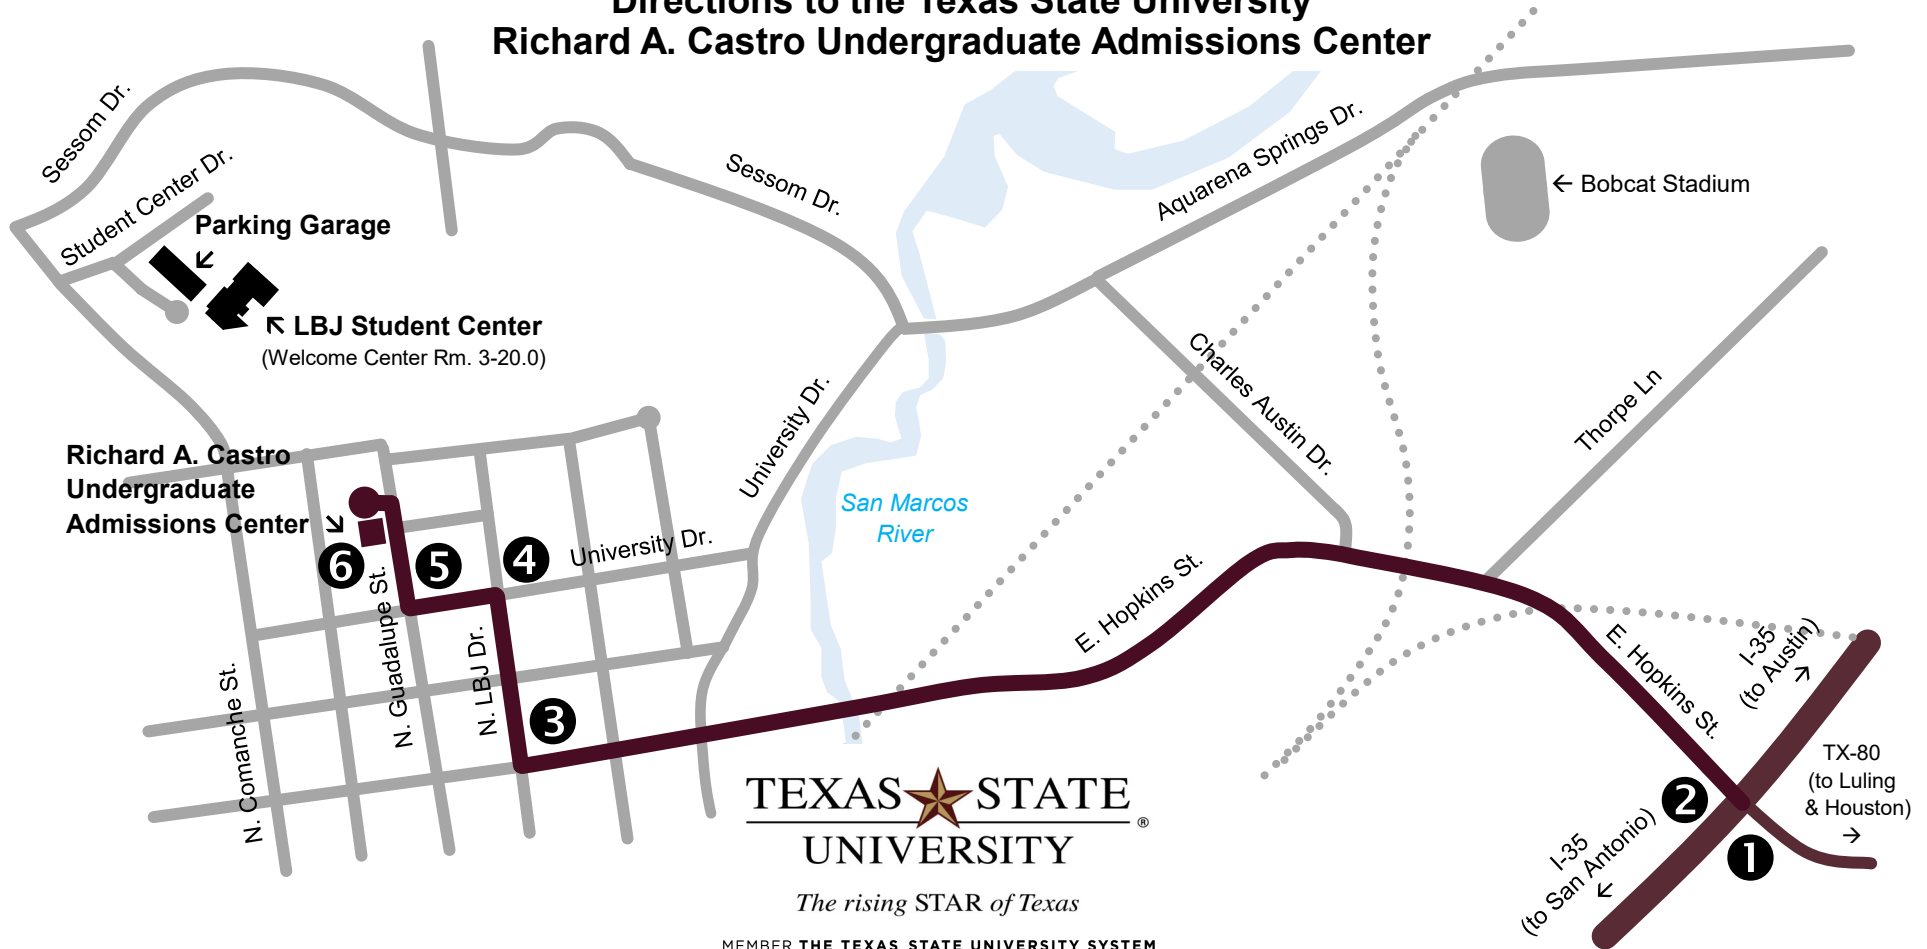 Directions to the Texas State University
Richard A. Castro Undergraduate Admissions Center
Sessom Dr.
Student Center Dr.
Parking Garage
↙
↖ LBJ Student Center
(Welcome Center Rm. 3-20.0)
Sessom Dr.
Aquarena Springs Dr.
← Bobcat Stadium
Charles Austin Dr.
Thorpe Ln
University Dr.
San Marcos
River
Richard A. Castro
Undergraduate
Admissions Center ↘
6
5
4
University Dr.
N. Guadalupe St.
N. LBJ Dr.
N. Comanche St.
3
E. Hopkins St.
E. Hopkins St.
I-35
(to Austin)
↗
TX-80
(to Luling
& Houston)
→
2
1
I-35
(to San Antonio)
↙
TEXAS STATE
UNIVERSITY ®
The rising STAR of Texas
MEMBER THE TEXAS STATE UNIVERSITY SYSTEM